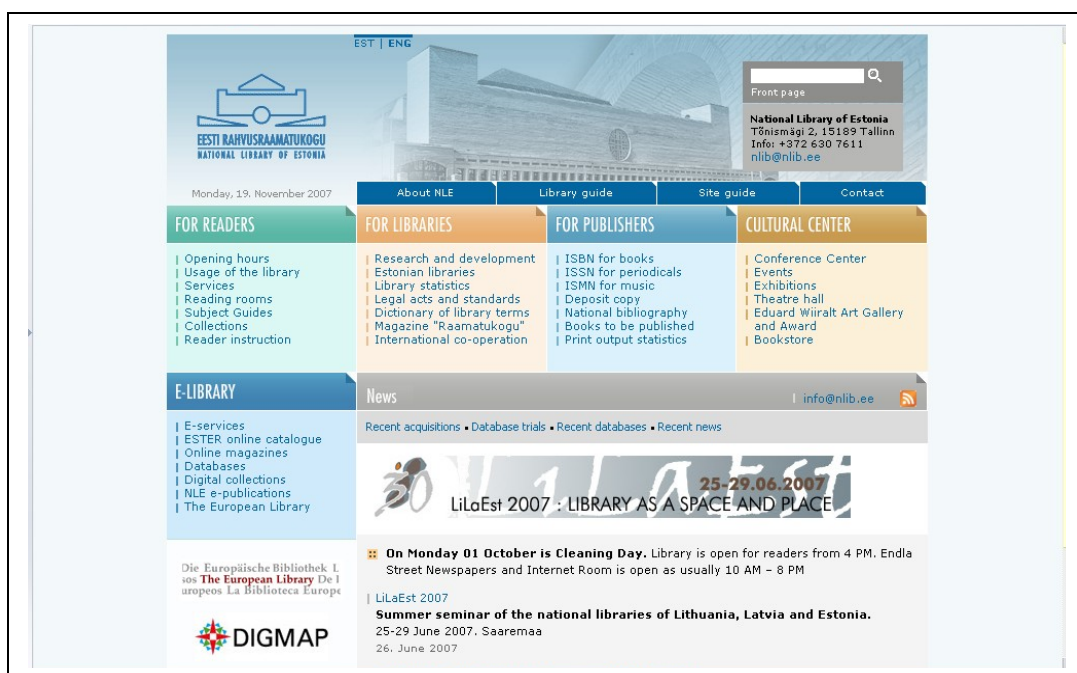 EST | ENG
EESTI RAHVUSRAAMATUKOGU
NATIONAL LIBRARY OF ESTONIA
Front page
National Library of Estonia
Tõnismägi 2, 15189 Tallinn
Info: +372 630 7611
nlib@nlib.ee
Monday, 19. November 2007
About NLE
Library guide
Site guide
Contact
FOR READERS
Opening hours
Usage of the library
Services
Reading rooms
Subject Guides
Collections
Reader instruction
FOR LIBRARIES
Research and development
Estonian libraries
Library statistics
Legal acts and standards
Dictionary of library terms
Magazine "Raamatukogu"
International co-operation
FOR PUBLISHERS
ISBN for books
ISSN for periodicals
ISMN for music
Deposit copy
National bibliography
Books to be published
Print output statistics
CULTURAL CENTER
Conference Center
Events
Exhibitions
Theatre hall
Eduard Wiiralt Art Gallery
and Award
Bookstore
E-LIBRARY
E-services
ESTER online catalogue
Online magazines
Databases
Digital collections
NLE e-publications
The European Library
Die Europäische Bibliothek L
sos The European Library De I
uropeos La Biblioteca Europe
DIGMAP
News
info@nlib.ee
Recent acquisitions ▪ Database trials ▪ Recent databases ▪ Recent news
LiLaEst
25-29.06.2007
LiLaEst 2007 : LIBRARY AS A SPACE AND PLACE
On Monday 01 October is Cleaning Day. Library is open for readers from 4 PM. Endla
Street Newspapers and Internet Room is open as usually 10 AM – 8 PM
LiLaEst 2007
Summer seminar of the national libraries of Lithuania, Latvia and Estonia.
25-29 June 2007. Saaremaa
26. June 2007